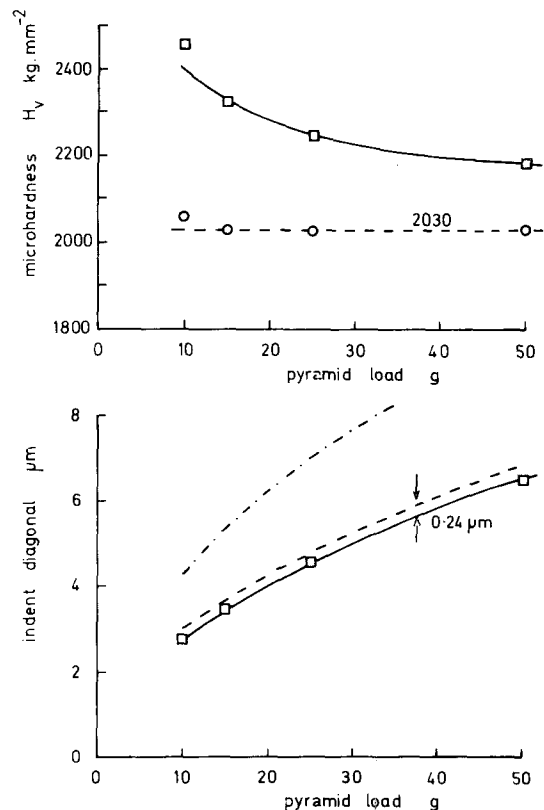 microhardness H_v kg.mm⁻²
2400
2200
2000
1800
2030
0 10 20 30 40 50
pyramid load g
indent diagonal µm
8
6
4
2
0
0.24 µm
0 10 20 30 40 50
pyramid load g